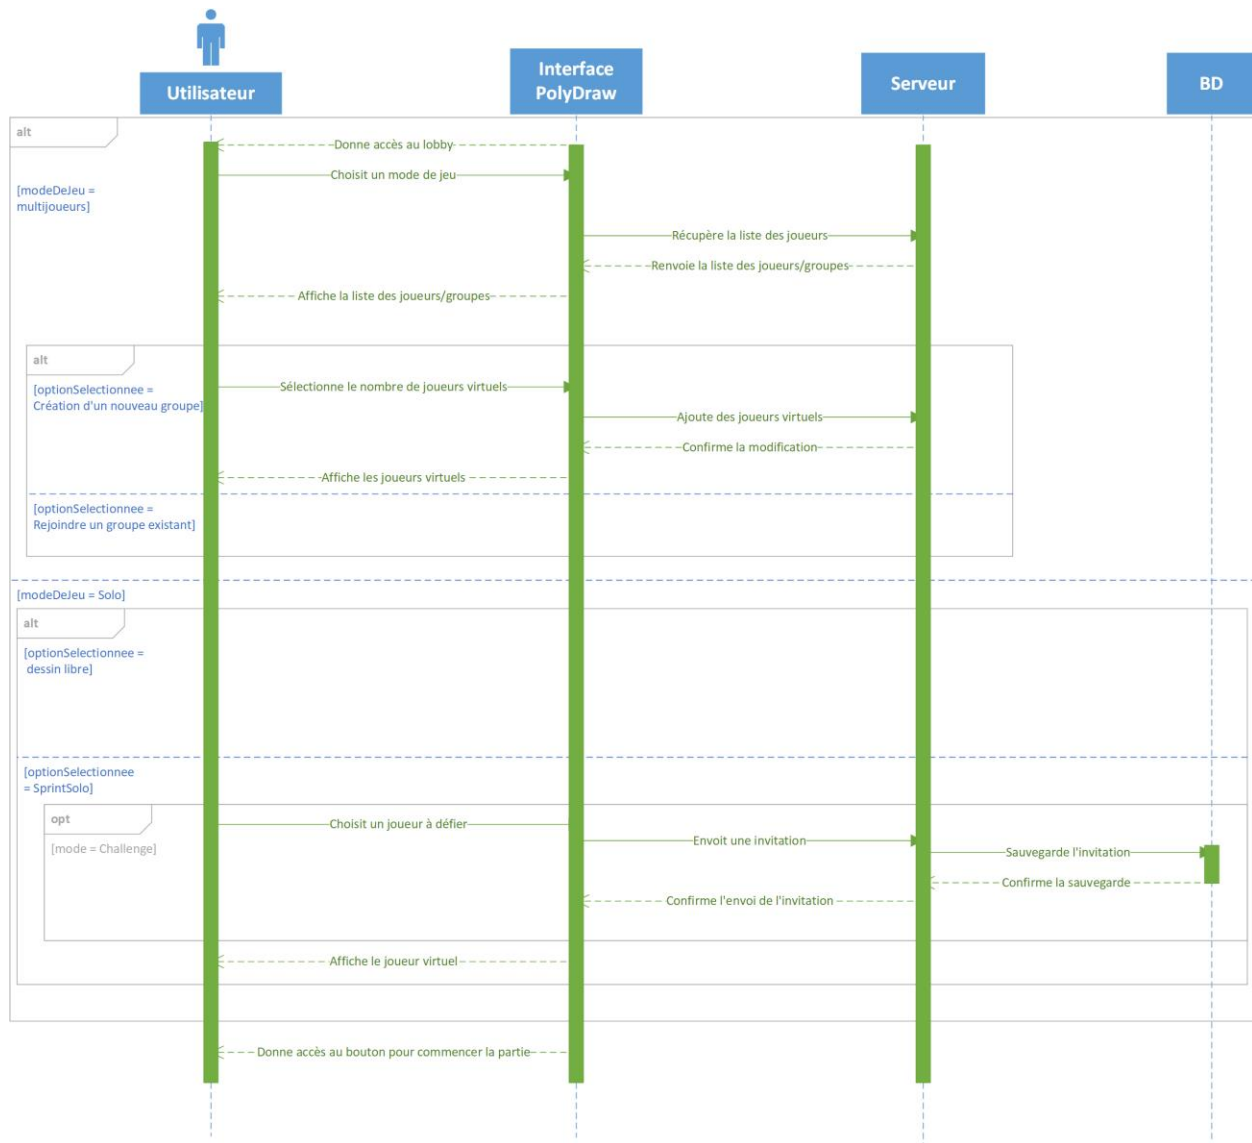 Utilisateur
Interface
PolyDraw
Serveur
BD
alt
Donne accès au lobby
Choisit un mode de jeu
[modeDeJeu =
multijoueurs]
Récupère la liste des joueurs
Renvoie la liste des joueurs/groupes
Affiche la liste des joueurs/groupes
alt
[optionSelectionnee =
Création d'un nouveau groupe]
Sélectionne le nombre de joueurs virtuels
Ajoute des joueurs virtuels
Confirme la modification
Affiche les joueurs virtuels
[optionSelectionnee =
Rejoindre un groupe existant]
[modeDeJeu = Solo]
alt
[optionSelectionnee =
dessin libre]
[optionSelectionnee
= SprintSolo]
opt
[mode = Challenge]
Choisit un joueur à défier
Envoit une invitation
Sauvegarde l'invitation
Confirme la sauvegarde
Confirme l'envoi de l'invitation
Affiche le joueur virtuel
Donne accès au bouton pour commencer la partie